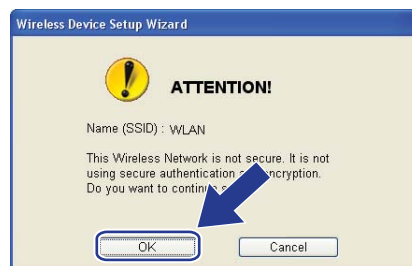 Wireless Device Setup Wizard
ATTENTION!
Name (SSID) : WLAN
This Wireless Network is not secure. It is not
using secure authentication encryption.
Do you want to continue
OK
Cancel